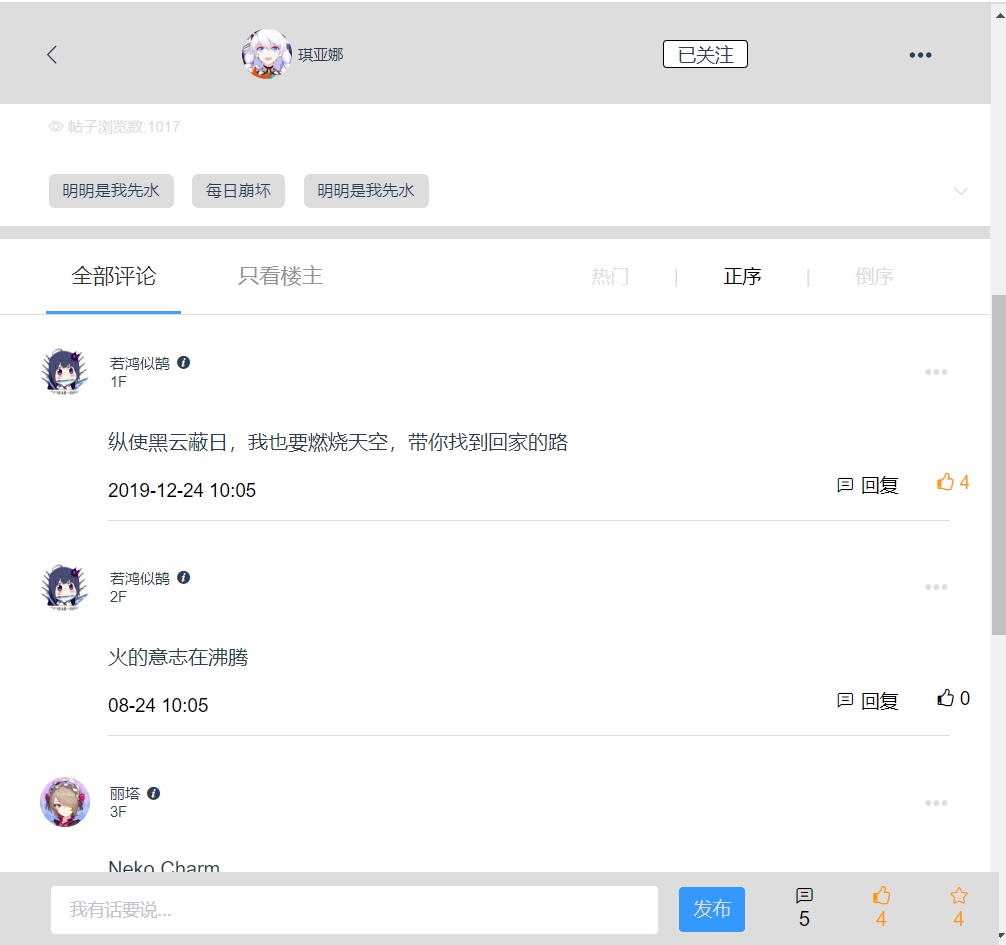 琪亚娜
已关注
帖子浏览数:1017
明明是我先水 每日崩坏 明明是我先水
全部评论 只看楼主 热门 | 正序 | 倒序
若鸿似鹄
1F
纵使黑云蔽日，我也要燃烧天空，带你找到回家的路
2019-12-24 10:05 回复 4
若鸿似鹄
2F
火的意志在沸腾
08-24 10:05 回复 0
丽塔
3F
Neko Charm
我有话要说... 发布 5 4 4